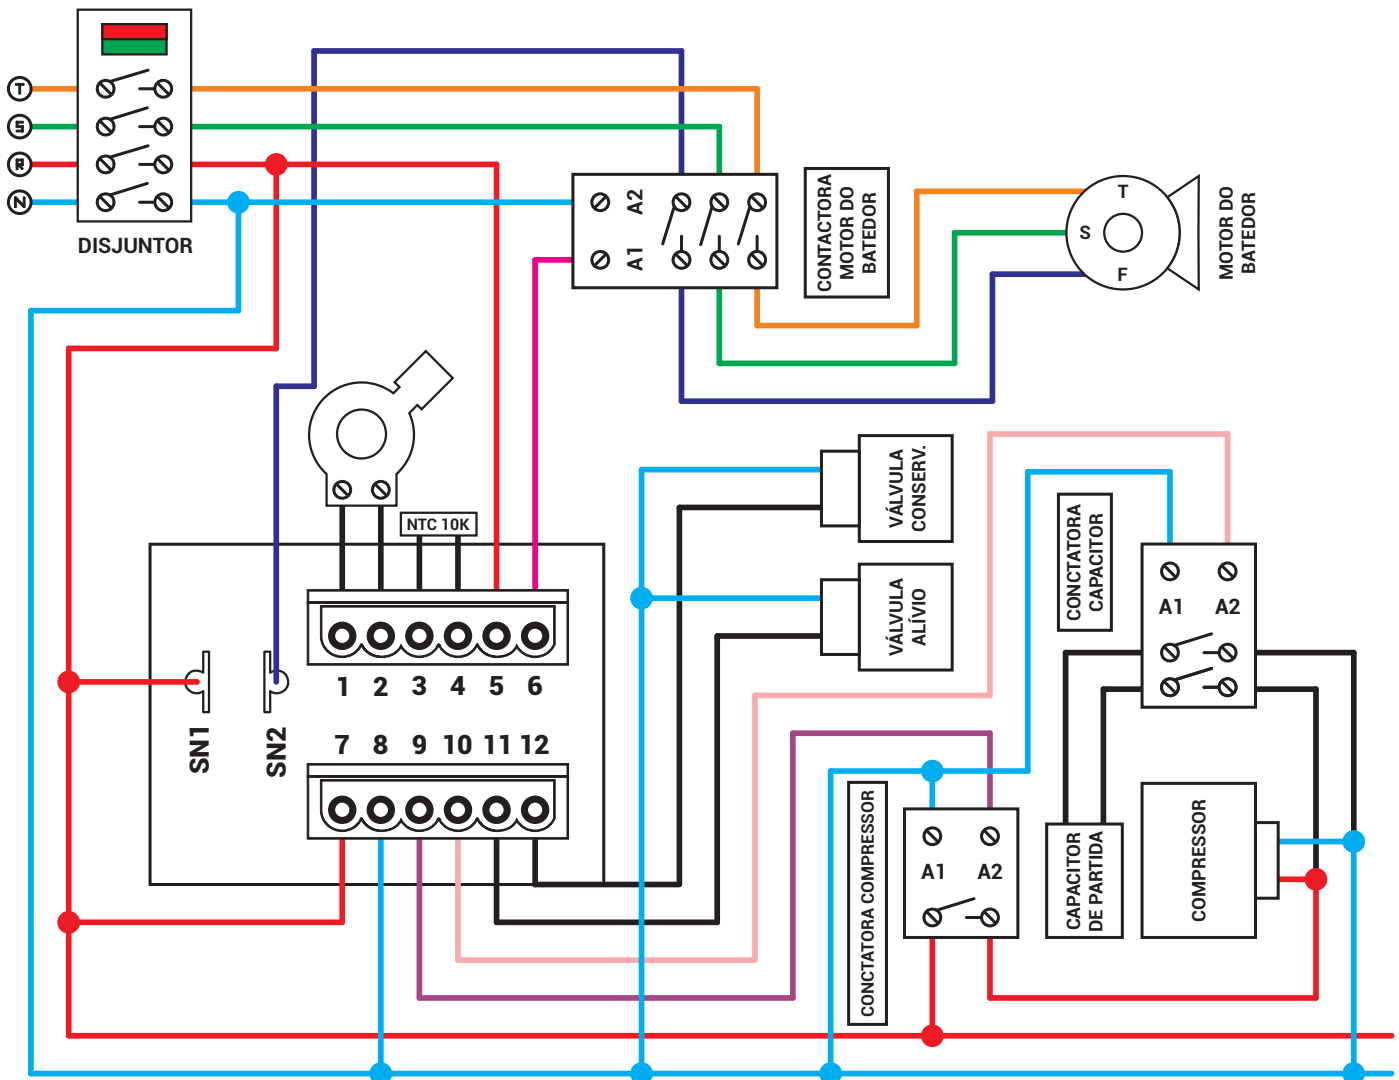 T
S
R
N
DISJUNTOR
A2
A1
CONTACTORA
MOTOR DO
BATEDOR
T
S
F
MOTOR DO
BATEDOR
NTC 10K
VÁLVULA
CONSERV.
VÁLVULA
ALÍVIO
CONCTATORA
CAPACITOR
A1 A2
SN1
SN2
1 2 3 4 5 6
7 8 9 10 11 12
CONCTATORA COMPRESSOR
A1 A2
CAPACITOR
DE PARTIDA
COMPRESSOR